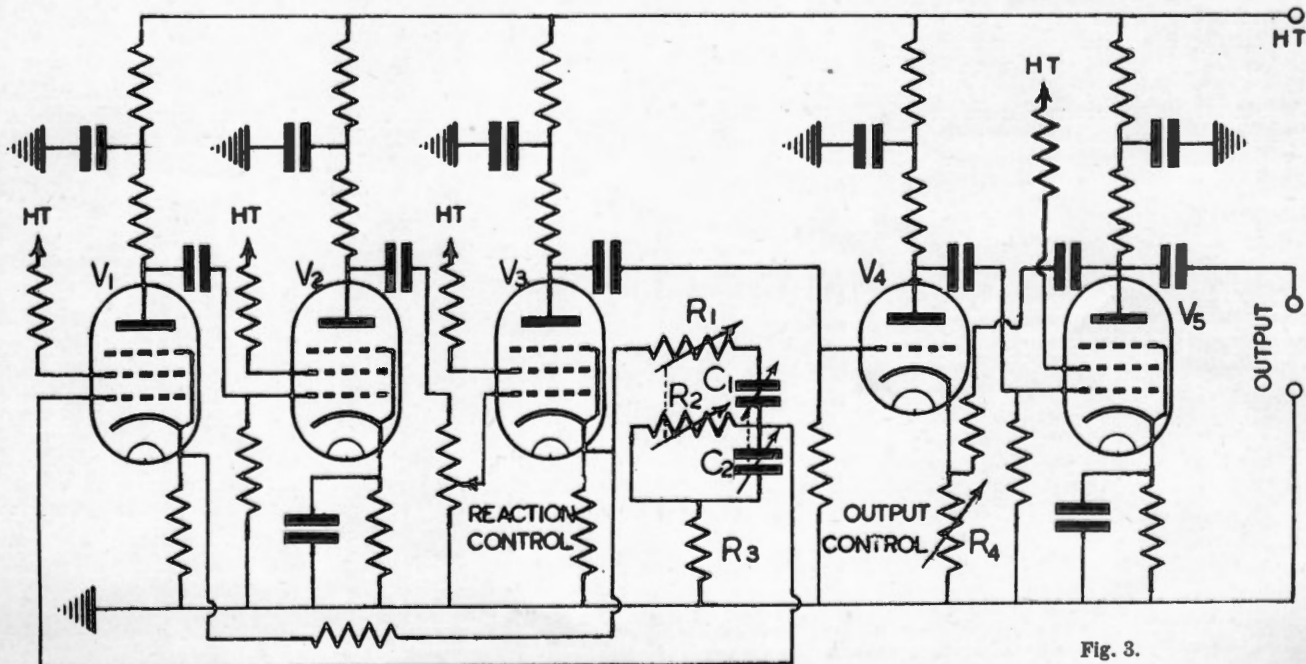 HT
HT
HT
HT
HT
V1
V2
V3
V4
V5
R1
C1
R2
C2
REACTION
CONTROL
OUTPUT
CONTROL
R3
R4
OUTPUT
Fig. 3.